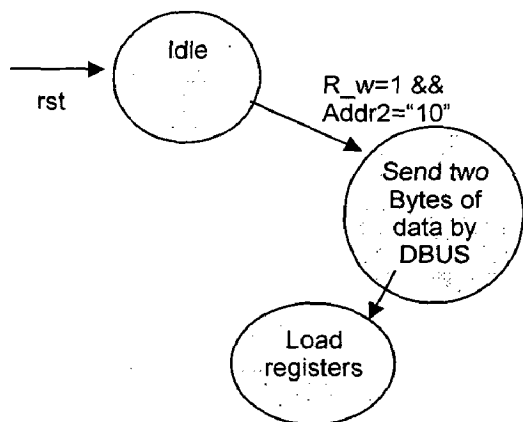 Idle
rst
R_w=1 &&
Addr2="10"
Send two
Bytes of
data by
DBUS
Load
registers